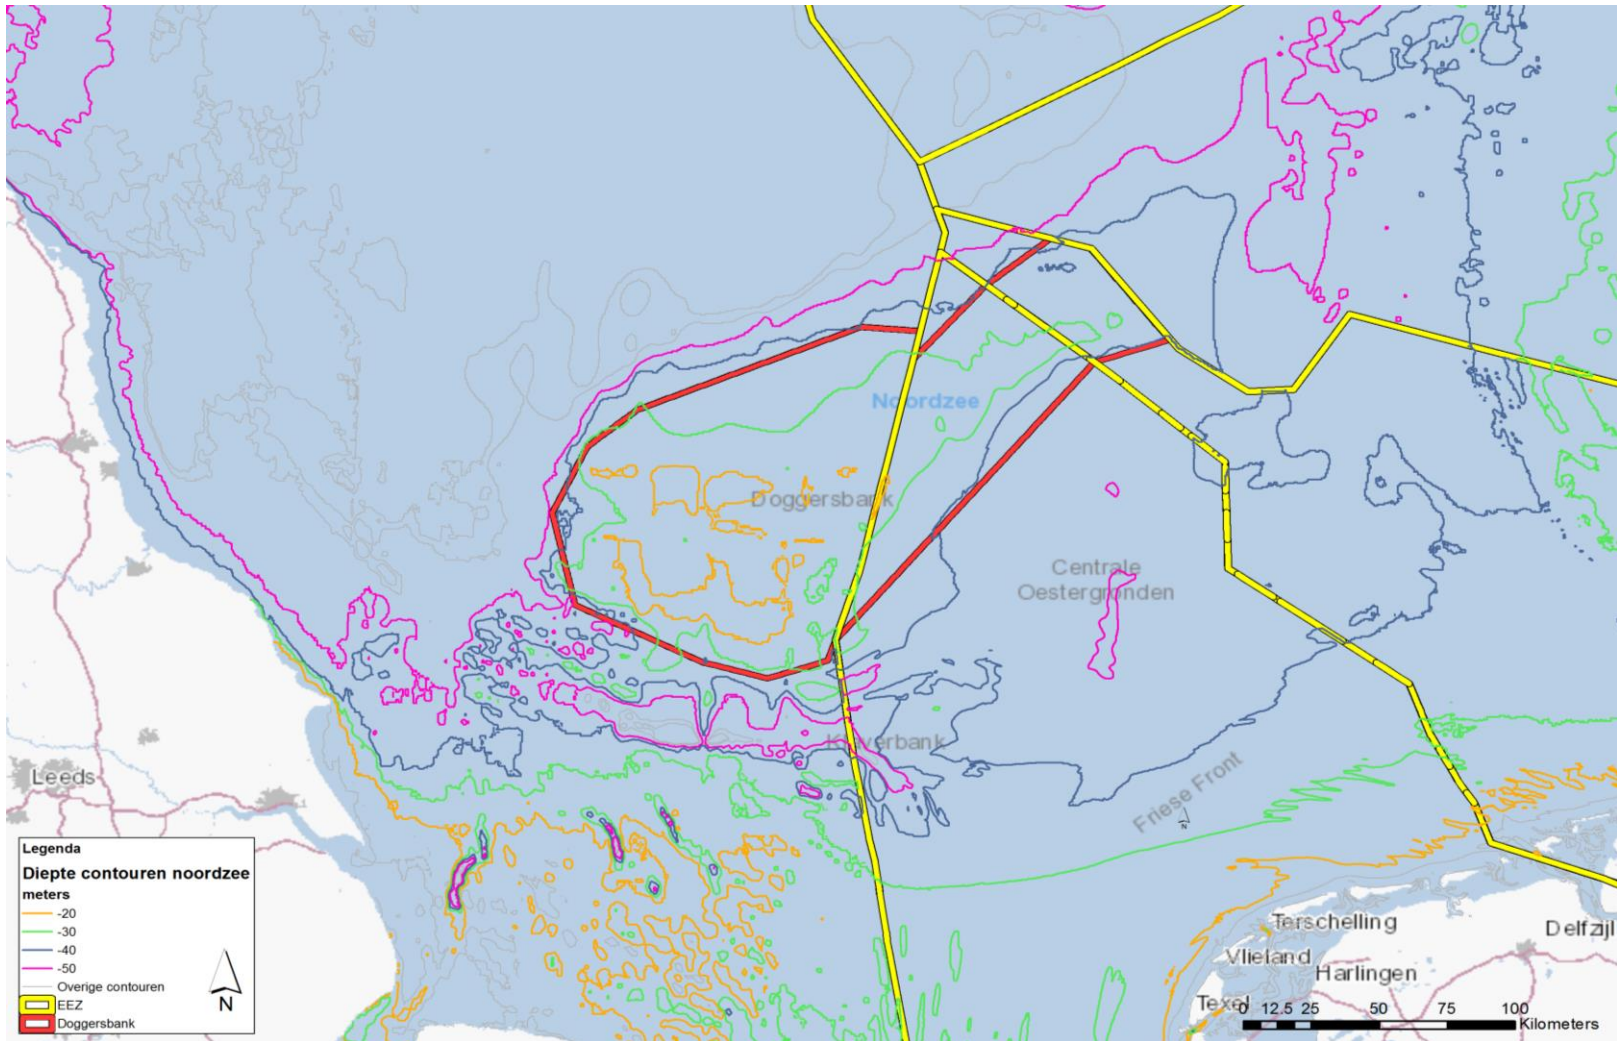 Noordzee
Doggersbank
Centrale
Oestergronden
Klaverbank
Friese Front
Leeds
Terschelling
Vlieland
Harlingen
Texel
Delfzijl
Legenda
Diepte contouren noordzee
meters
-20
-30
-40
-50
Overige contouren
EEZ
Doggersbank
N
N
0 12.5 25 50 75 100
Kilometers